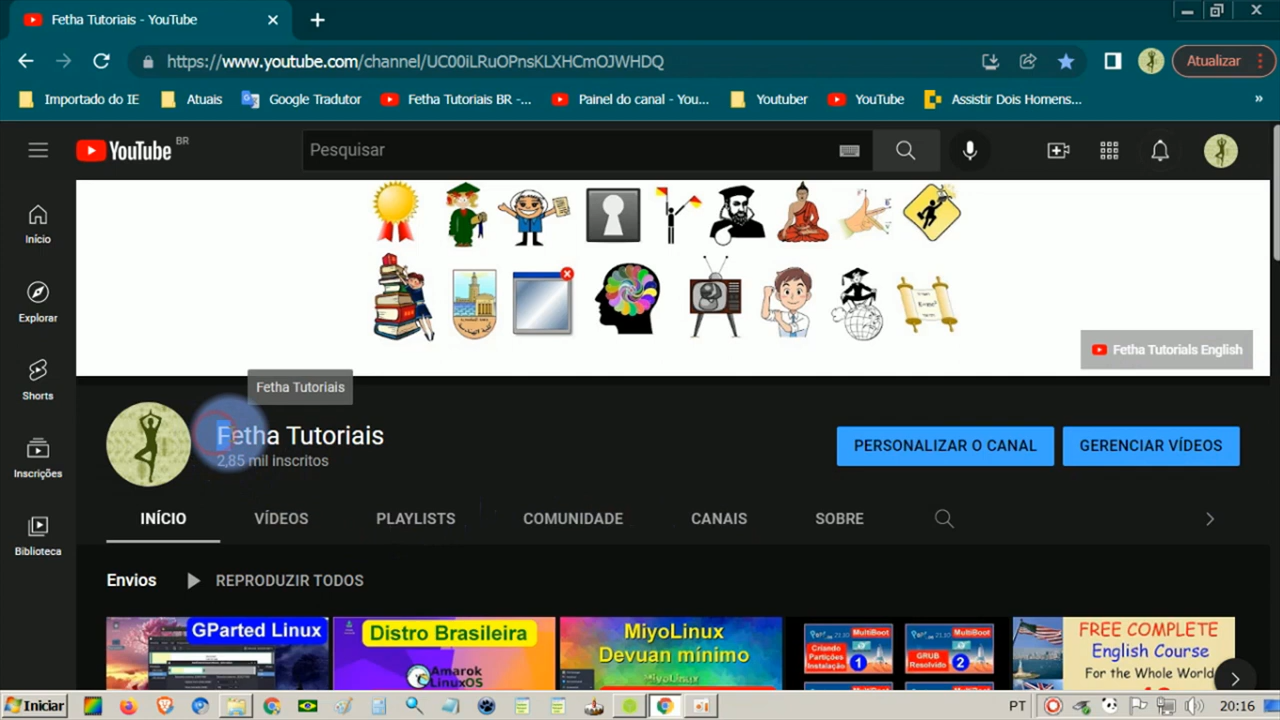 Fetha Tutoriais - YouTube
https://www.youtube.com/channel/UC00iLRuOPnsKLXHCmOJWHDQ
Atualizar
Importado do IE
Atuais
Google Tradutor
Fetha Tutoriais BR -...
Painel do canal - You...
Youtuber
YouTube
Assistir Dois Homens...
YouTube BR
Pesquisar
Início
Explorar
Shorts
Inscrições
Biblioteca
Fetha Tutorials English
Fetha Tutoriais
Fetha Tutoriais
2,85 mil inscritos
PERSONALIZAR O CANAL
GERENCIAR VÍDEOS
INÍCIO
VÍDEOS
PLAYLISTS
COMUNIDADE
CANAIS
SOBRE
Envios
REPRODUZIR TODOS
GParted Linux
Distro Brasileira
Amarok
LinuxOS
MiyoLinux
Devuan mínimo
MiyoLinux
MultiBoot
Criando
Partições
Instalação
1
MultiBoot
GRUB
Resolvido
2
MultiBoot
MultiBoot
FREE COMPLETE
English Course
For the Whole World
Iniciar
PT
20:16